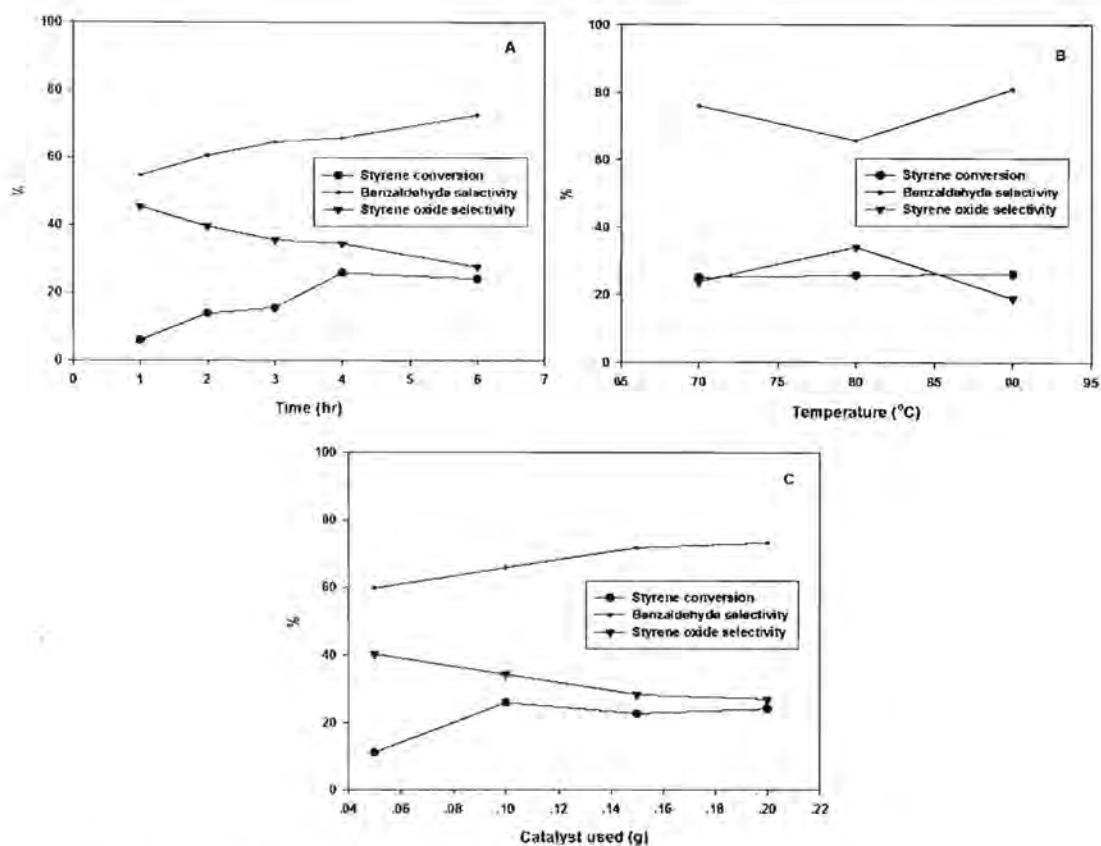 A
100
80
60
40
20
0
%
Styrene conversion
Benzaldehyde selectivity
Styrene oxide selectivity
0 1 2 3 4 5 6 7
Time (hr)
B
100
80
60
40
20
0
%
Styrene conversion
Benzaldehyde selectivity
Styrene oxide selectivity
65 70 75 80 85 90 95
Temperature (°C)
C
100
80
60
40
20
0
%
Styrene conversion
Benzaldehyde selectivity
Styrene oxide selectivity
.04 .06 .08 .10 .12 .14 .16 .18 .20 .22
Catalyst used (g)